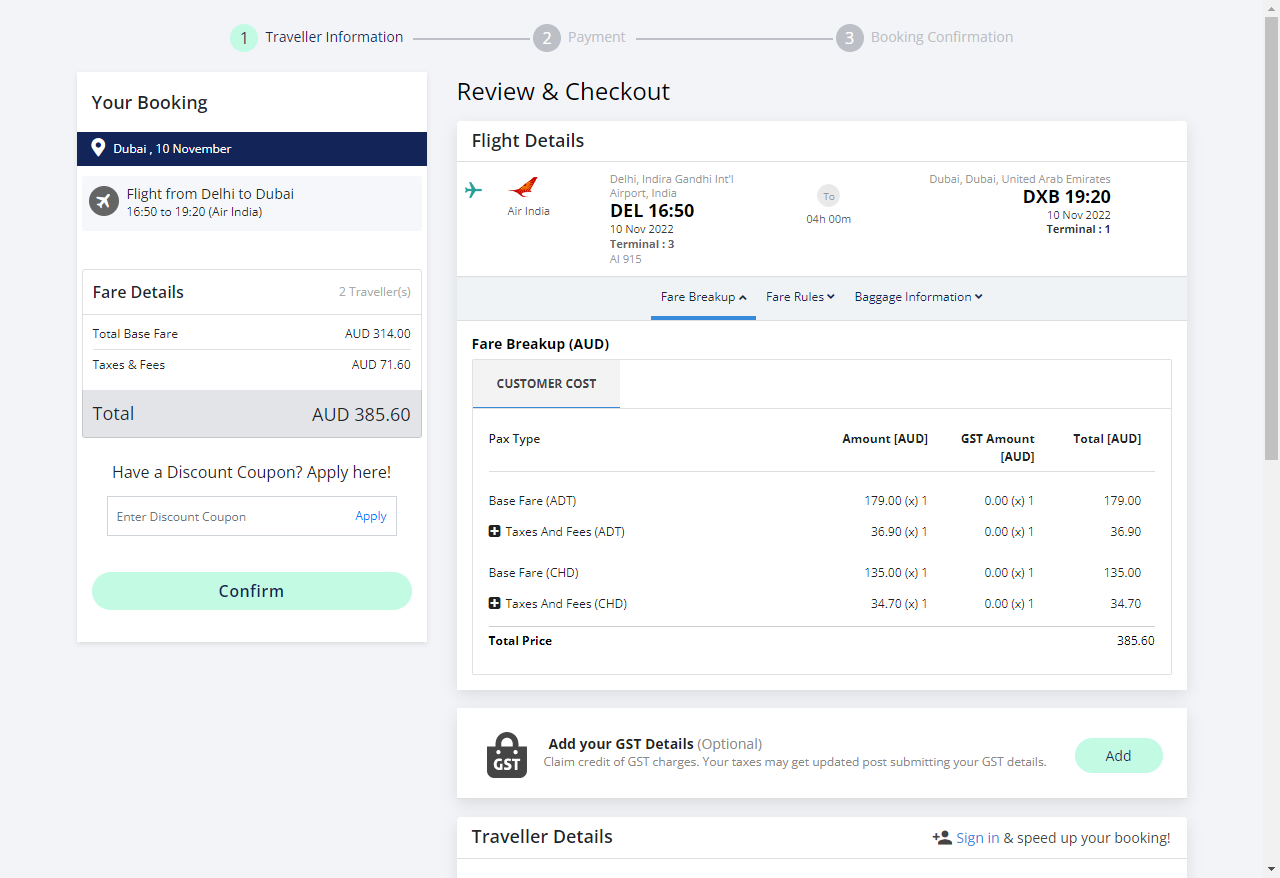 1 Traveller Information
2 Payment
3 Booking Confirmation
Your Booking
Dubai , 10 November
Flight from Delhi to Dubai
16:50 to 19:20 (Air India)
Fare Details 2 Traveller(s)
Total Base Fare AUD 314.00
Taxes & Fees AUD 71.60
Total AUD 385.60
Have a Discount Coupon? Apply here!
Enter Discount Coupon Apply
Confirm
Review & Checkout
Flight Details
Air India
Delhi, Indira Gandhi Int'l
Airport, India
DEL 16:50
10 Nov 2022
Terminal : 3
AI 915
To
04h 00m
Dubai, Dubai, United Arab Emirates
DXB 19:20
10 Nov 2022
Terminal : 1
Fare Breakup Fare Rules Baggage Information
Fare Breakup (AUD)
CUSTOMER COST
Pax Type Amount [AUD] GST Amount [AUD] Total [AUD]
Base Fare (ADT) 179.00 (x) 1 0.00 (x) 1 179.00
Taxes And Fees (ADT) 36.90 (x) 1 0.00 (x) 1 36.90
Base Fare (CHD) 135.00 (x) 1 0.00 (x) 1 135.00
Taxes And Fees (CHD) 34.70 (x) 1 0.00 (x) 1 34.70
Total Price 385.60
GST
Add your GST Details (Optional)
Claim credit of GST charges. Your taxes may get updated post submitting your GST details.
Add
Traveller Details
Sign in & speed up your booking!